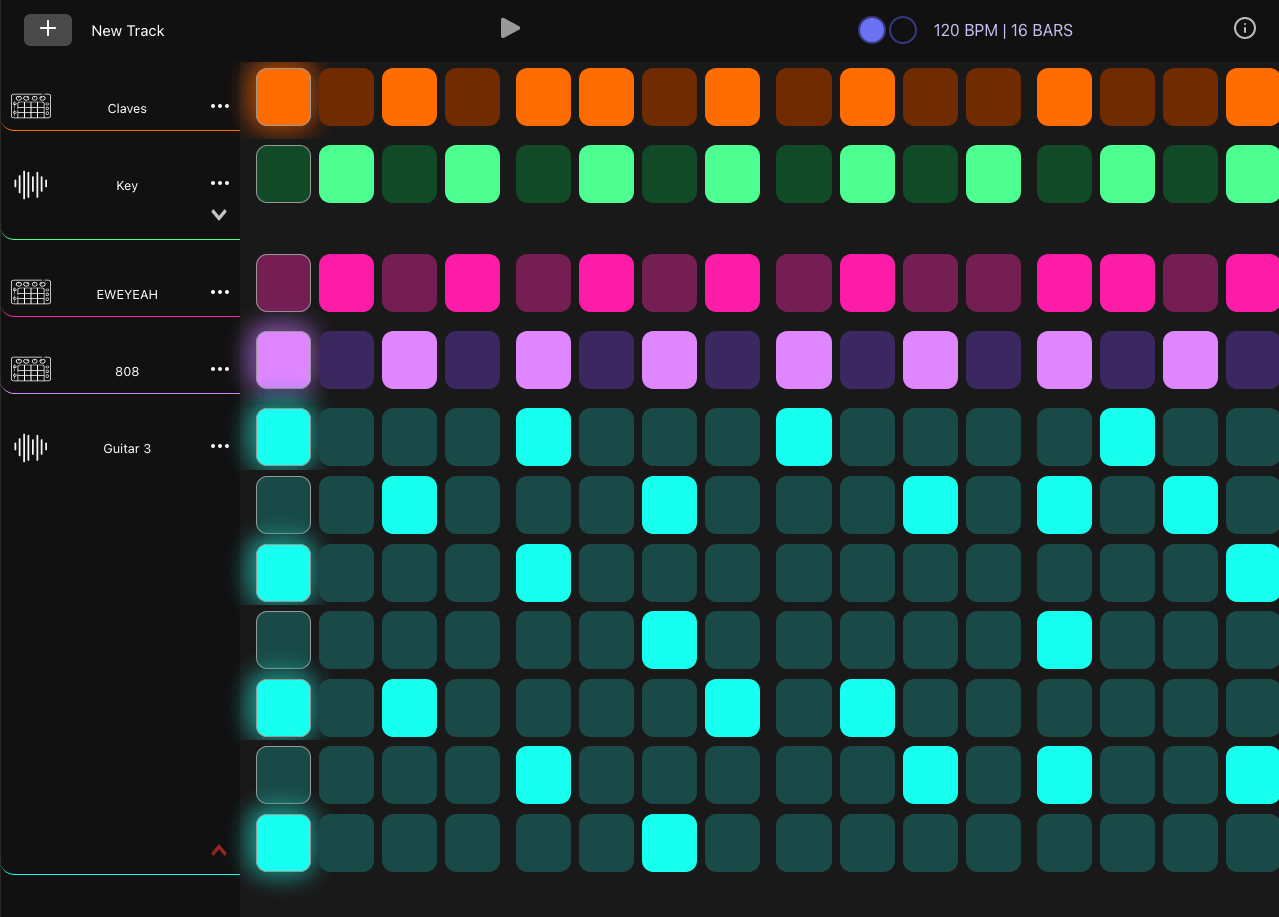 New Track
120 BPM | 16 BARS
Claves
Key
EWEYEAH
808
Guitar 3